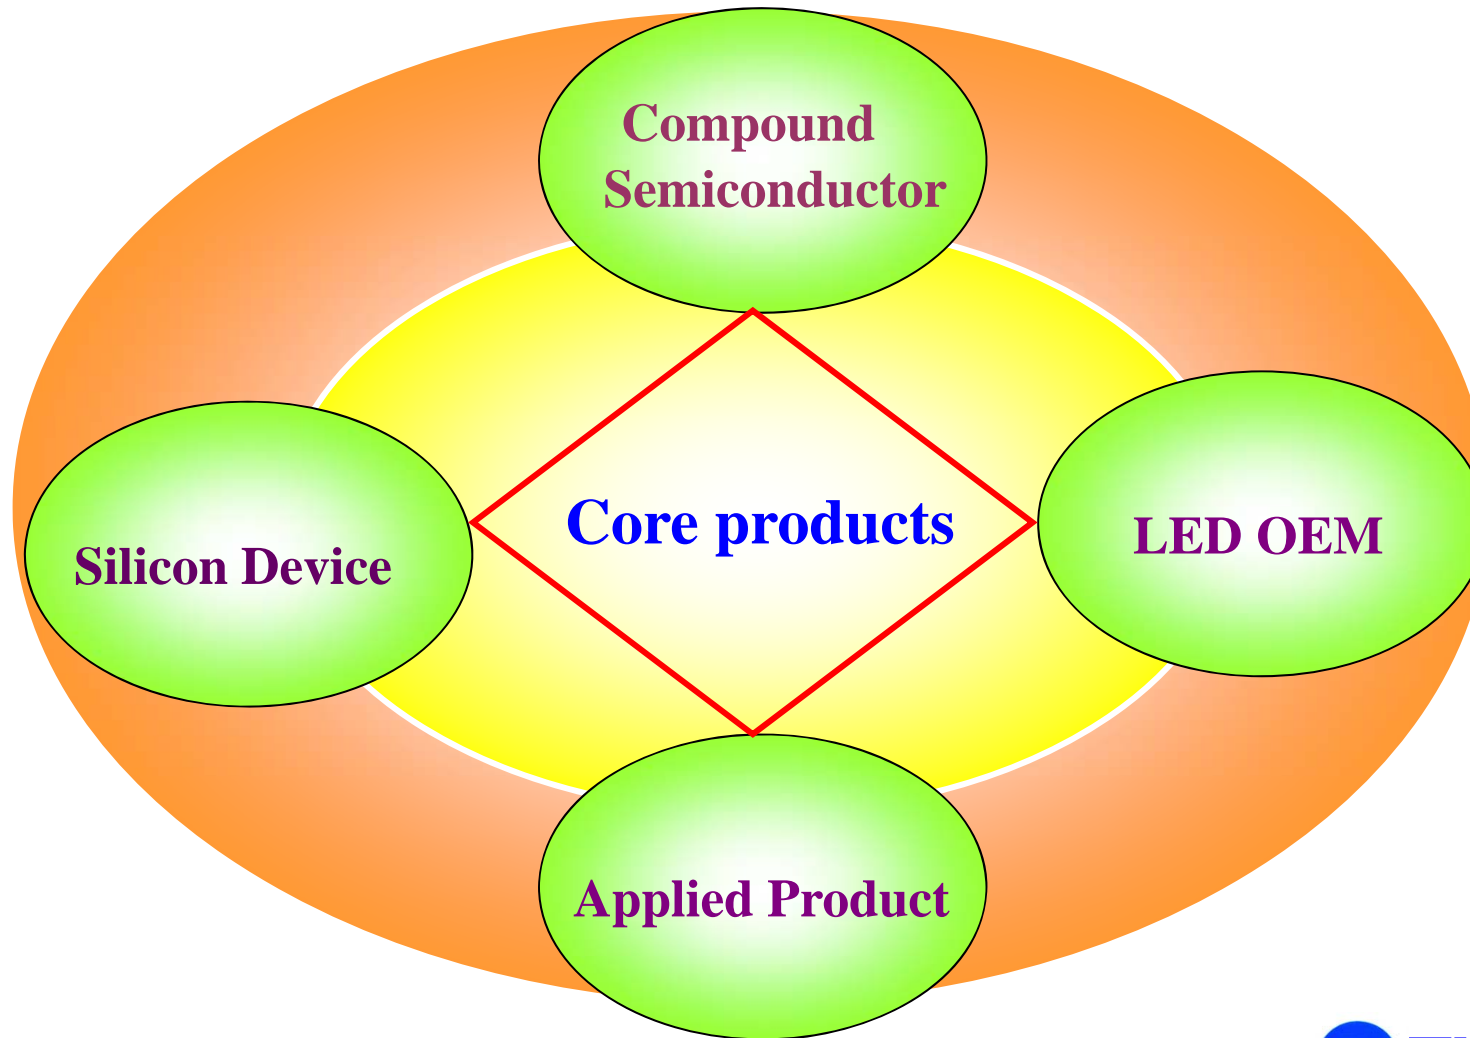 Compound
Semiconductor
Core products
LED OEM
Silicon Device
Applied Product